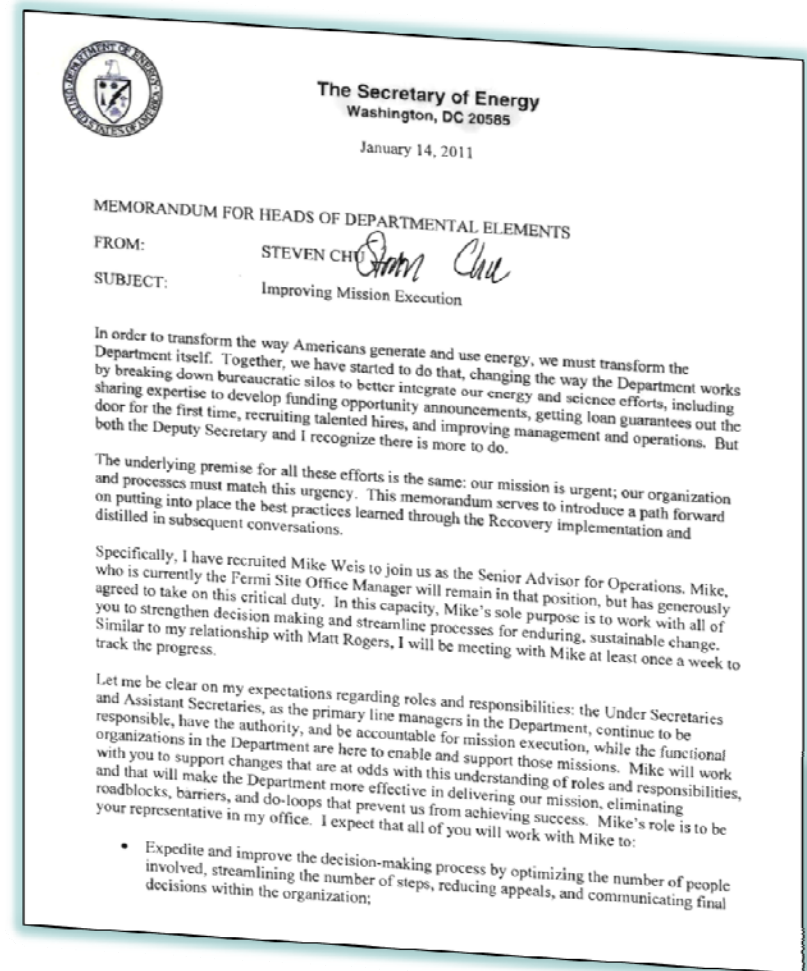 DEPARTMENT OF ENERGY
UNITED STATES OF AMERICA
The Secretary of Energy
Washington, DC 20585
January 14, 2011
MEMORANDUM FOR HEADS OF DEPARTMENTAL ELEMENTS
FROM: STEVEN CHU Steven Chu
SUBJECT: Improving Mission Execution
In order to transform the way Americans generate and use energy, we must transform the
Department itself. Together, we have started to do that, changing the way the Department works
by breaking down bureaucratic silos to better integrate our energy and science efforts, including
sharing expertise to develop funding opportunity announcements, getting loan guarantees out the
door for the first time, recruiting talented hires, and improving management and operations. But
both the Deputy Secretary and I recognize there is more to do.
The underlying premise for all these efforts is the same: our mission is urgent; our organization
and processes must match this urgency. This memorandum serves to introduce a path forward
on putting into place the best practices learned through the Recovery implementation and
distilled in subsequent conversations.
Specifically, I have recruited Mike Weis to join us as the Senior Advisor for Operations. Mike,
who is currently the Fermi Site Office Manager will remain in that position, but has generously
agreed to take on this critical duty. In this capacity, Mike's sole purpose is to work with all of
you to strengthen decision making and streamline processes for enduring, sustainable change.
Similar to my relationship with Matt Rogers, I will be meeting with Mike at least once a week to
track the progress.
Let me be clear on my expectations regarding roles and responsibilities: the Under Secretaries
and Assistant Secretaries, as the primary line managers in the Department, continue to be
responsible, have the authority, and be accountable for mission execution, while the functional
organizations in the Department are here to enable and support those missions. Mike will work
with you to support changes that are at odds with this understanding of roles and responsibilities,
and that will make the Department more effective in delivering our mission, eliminating
roadblocks, barriers, and do-loops that prevent us from achieving success. Mike's role is to be
your representative in my office. I expect that all of you will work with Mike to:
• Expedite and improve the decision-making process by optimizing the number of people
involved, streamlining the number of steps, reducing appeals, and communicating final
decisions within the organization;